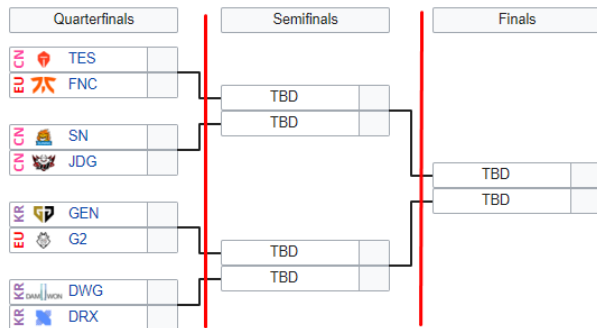 Quarterfinals
Semifinals
Finals
CN TES
EU FNC
CN SN
CN JDG
KR GEN
EU G2
KR DAMWON DWG
KR DRX
TBD
TBD
TBD
TBD
TBD
TBD